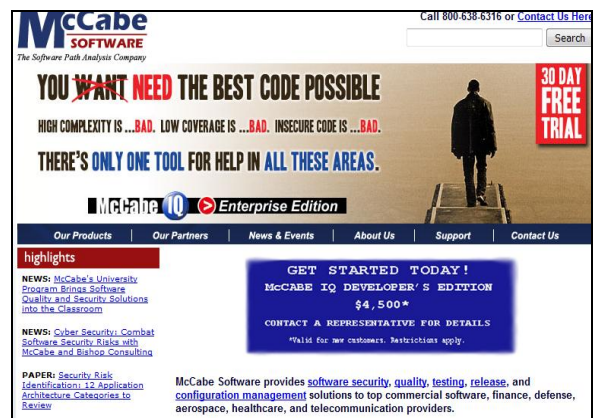 McCabe
SOFTWARE
The Software Path Analysis Company
Call 800-638-6316 or Contact Us Here
Search
YOU WANT NEED THE BEST CODE POSSIBLE
HIGH COMPLEXITY IS ...BAD. LOW COVERAGE IS ...BAD. INSECURE CODE IS ...BAD.
THERE'S ONLY ONE TOOL FOR HELP IN ALL THESE AREAS.
30 DAY
FREE
TRIAL
McCabe IQ Enterprise Edition
Our Products | Our Partners | News & Events | About Us | Support | Contact Us
highlights
NEWS: McCabe's University
Program Brings Software
Quality and Security Solutions
into the Classroom
NEWS: Cyber Security: Combat
Software Security Risks with
McCabe and Bishop Consulting
PAPER: Security Risk
Identification: 12 Application
Architecture Categories to
Review
GET STARTED TODAY!
McCABE IQ DEVELOPER'S EDITION
$4,500*
CONTACT A REPRESENTATIVE FOR DETAILS
*Valid for new customers. Restrictions apply.
McCabe Software provides software security, quality, testing, release, and
configuration management solutions to top commercial software, finance, defense,
aerospace, healthcare, and telecommunication providers.